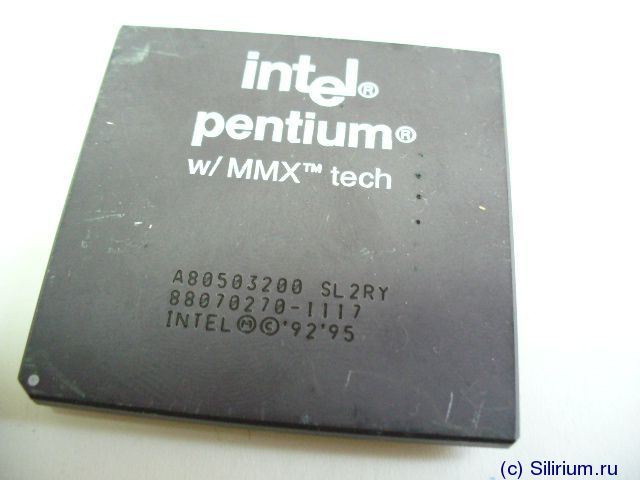 intel®
pentium®
w/ MMX™ tech
A80503200 SL2RY
88070270-1117
INTEL Ⓜ © '92 '95
(c) Silirium.ru